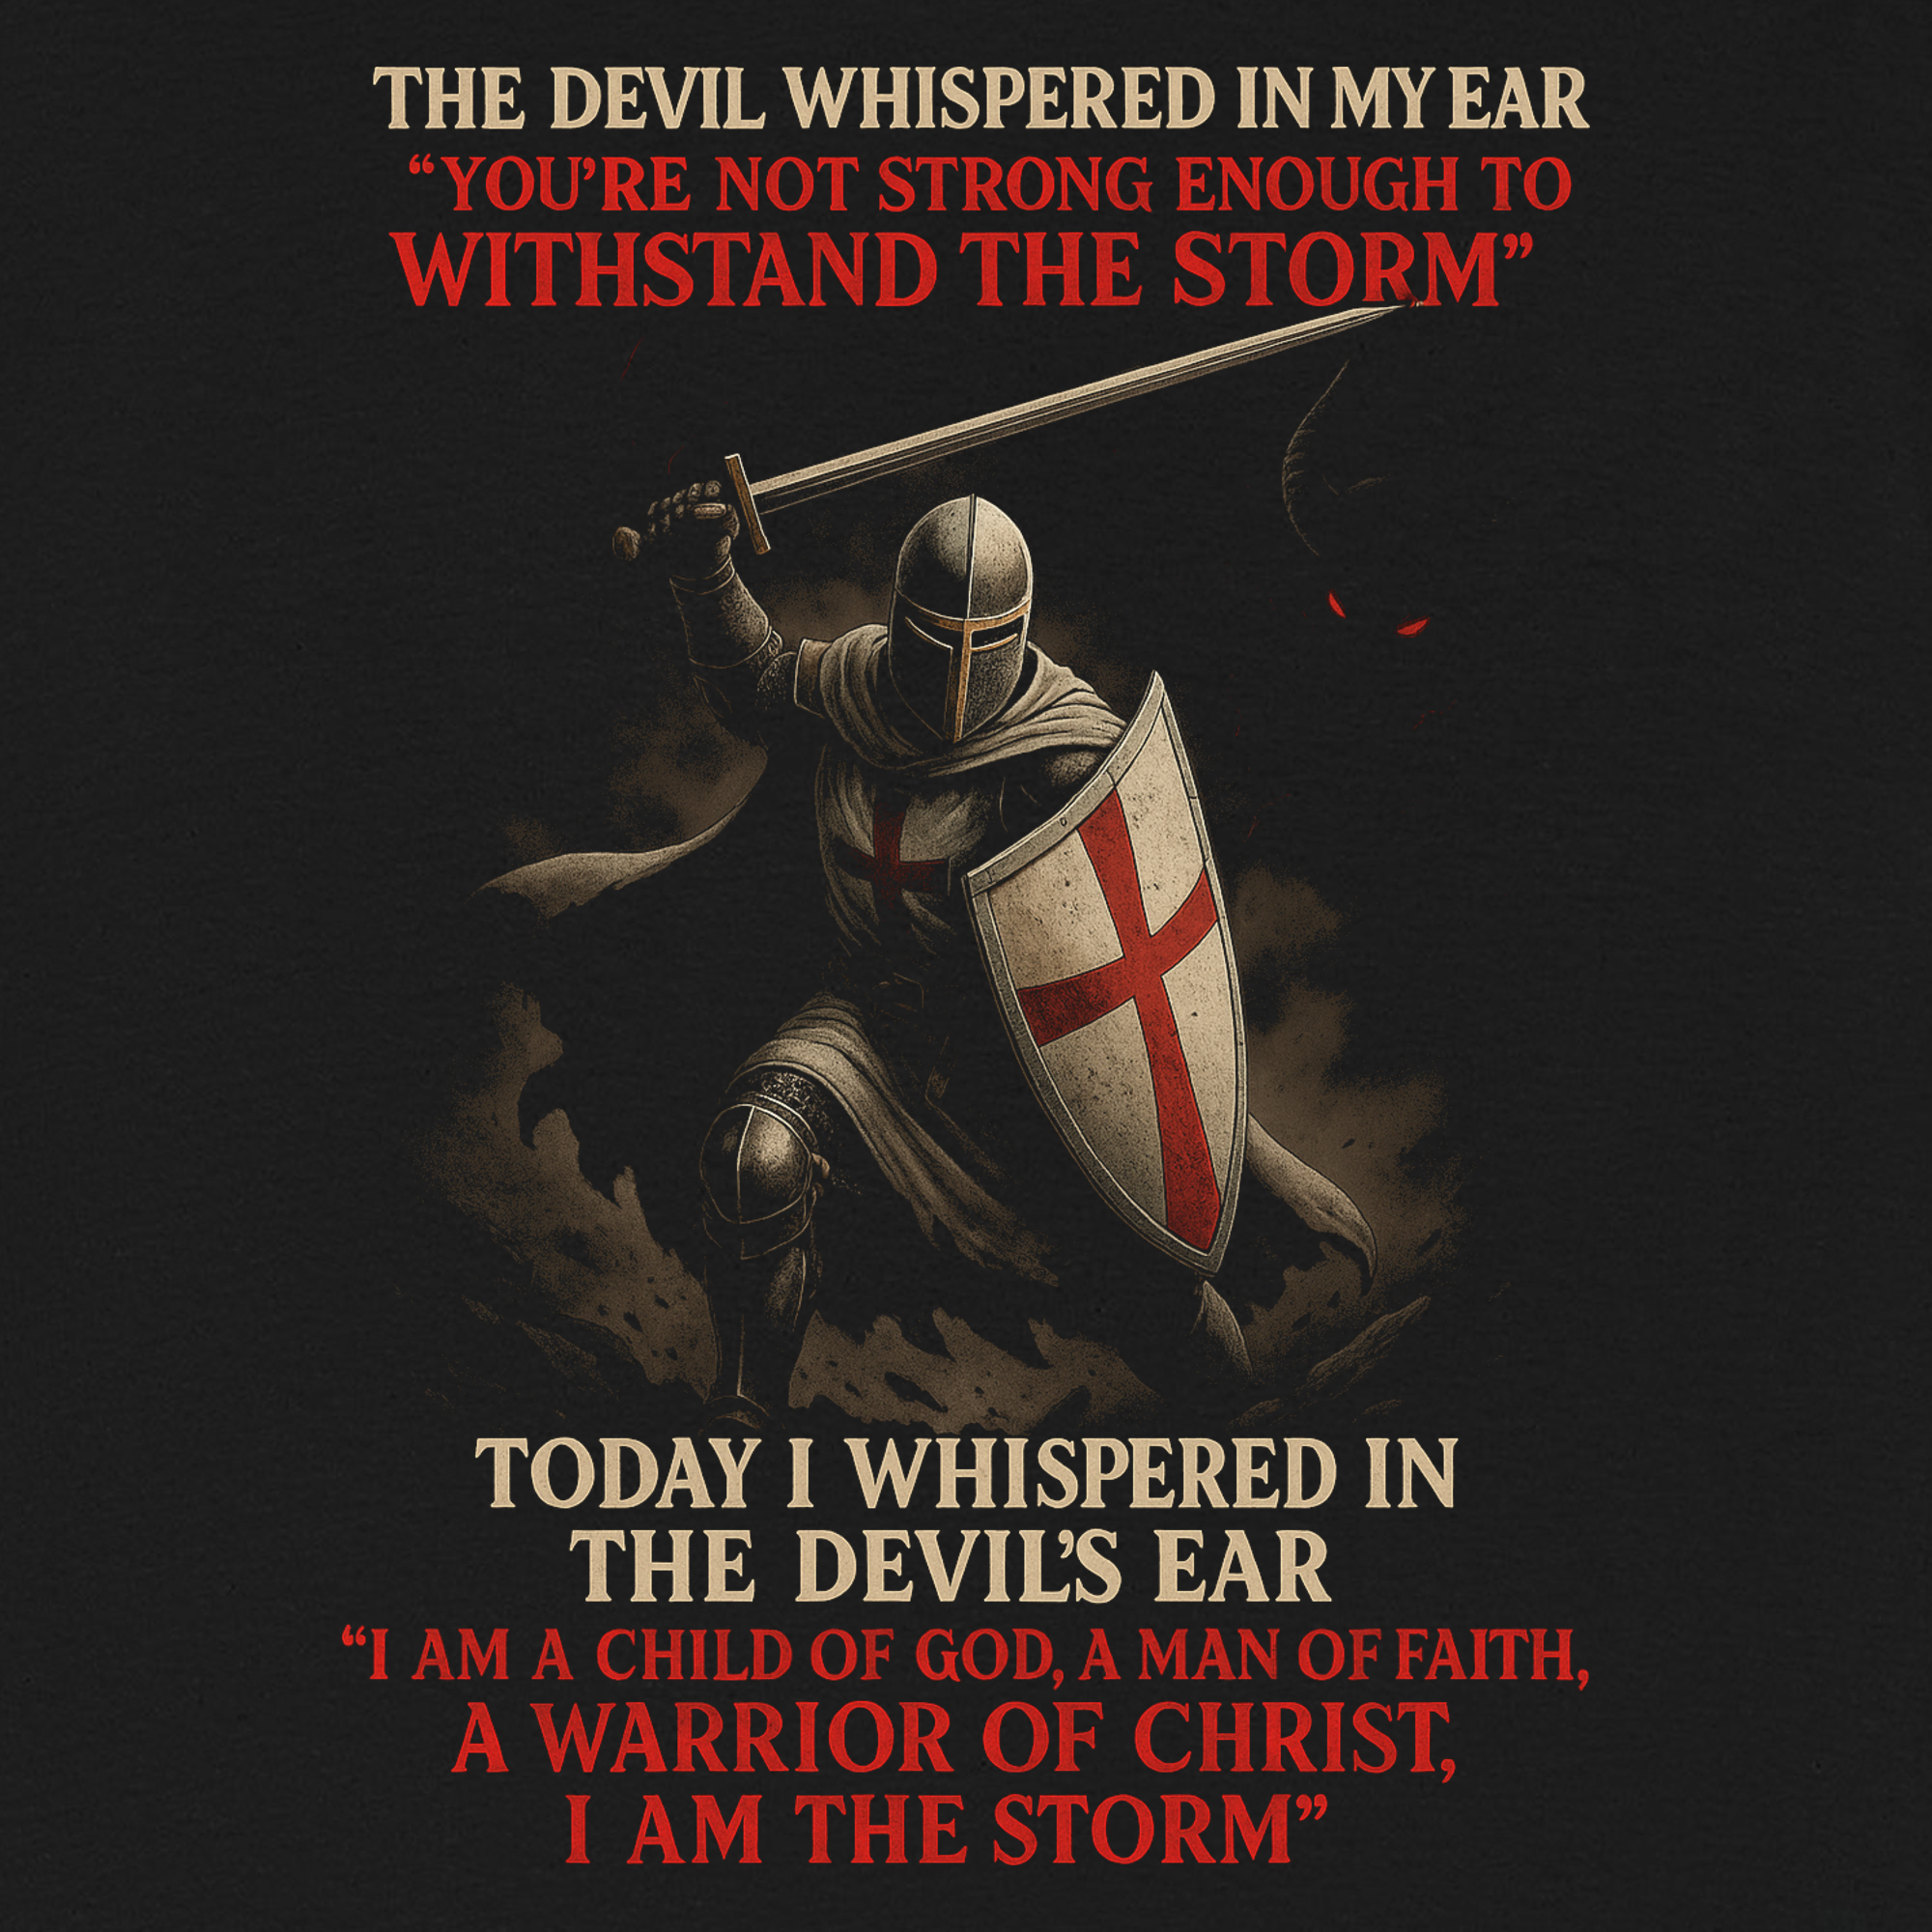 THE DEVIL WHISPERED IN MY EAR
“YOU’RE NOT STRONG ENOUGH TO
WITHSTAND THE STORM”
TODAY I WHISPERED IN
THE DEVIL’S EAR
“I AM A CHILD OF GOD, A MAN OF FAITH,
A WARRIOR OF CHRIST,
I AM THE STORM”